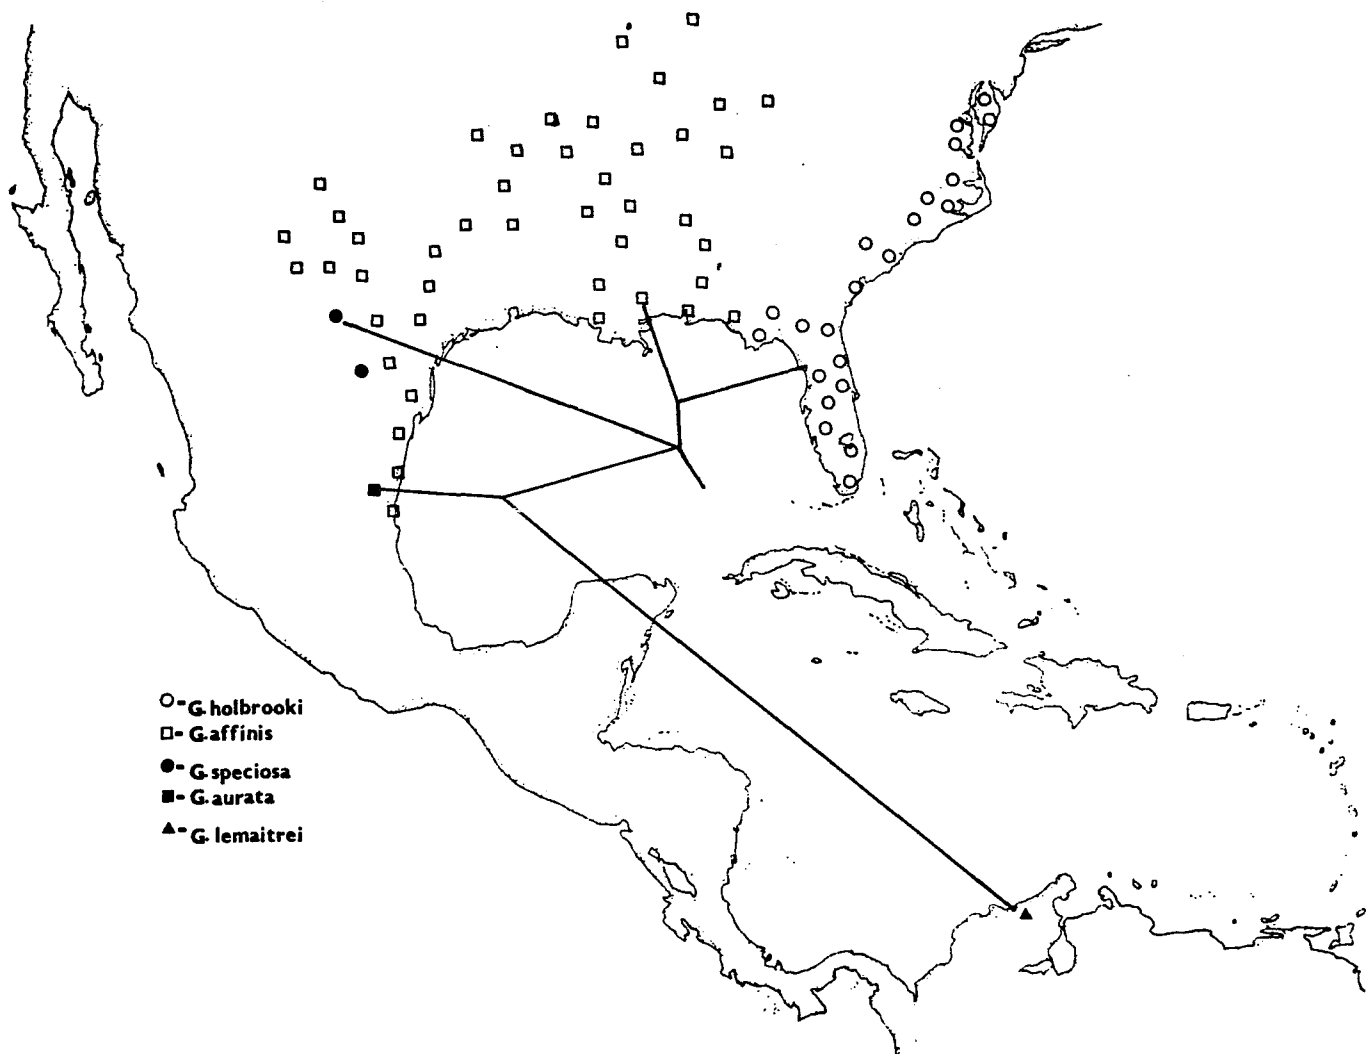 ○-G. holbrooki
□-G. affinis
●-G. speciosa
■-G. aurata
▲-G. lemaitrei